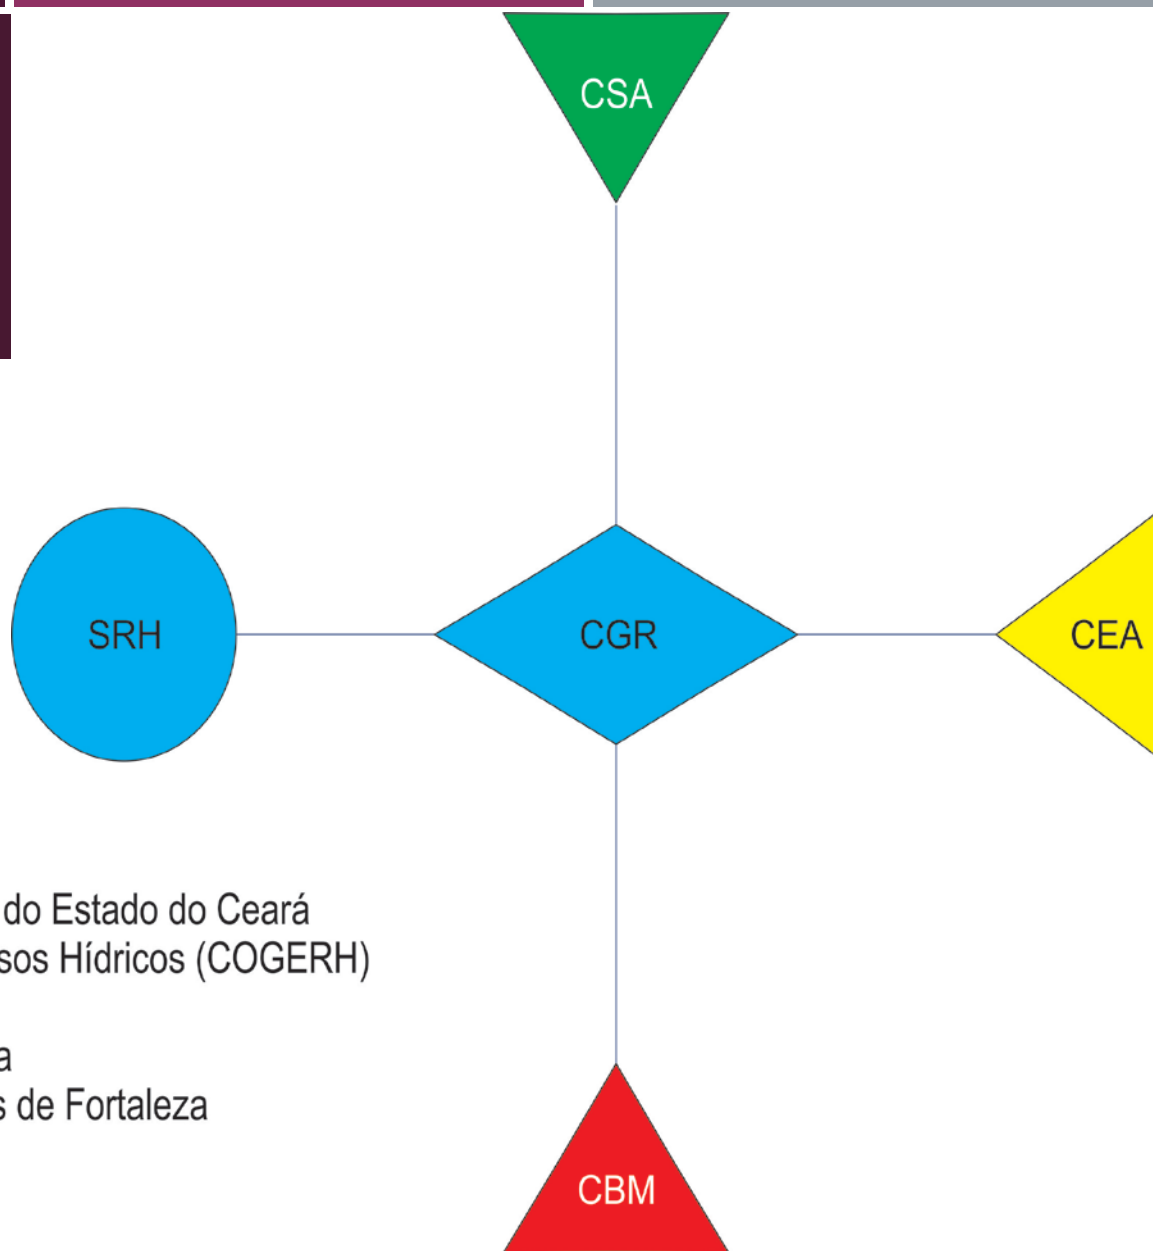 CSA
SRH
CGR
CEA
do Estado do Ceará
sos Hídricos (COGERH)
a
s de Fortaleza
CBM